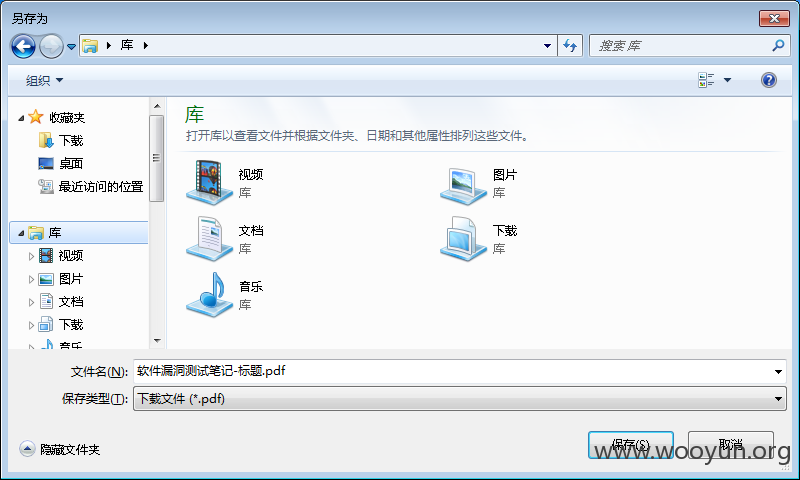 另存为
库
搜索 库
组织
收藏夹
下载
桌面
最近访问的位置
库
视频
图片
文档
下载
音乐
库
打开库以查看文件并根据文件夹、日期和其他属性排列这些文件。
视频
库
图片
库
文档
库
下载
库
音乐
库
文件名(N):
软件漏洞测试笔记-标题.pdf
保存类型(T):
下载文件 (*.pdf)
隐藏文件夹
保存(S)
取消
www.wooyun.org